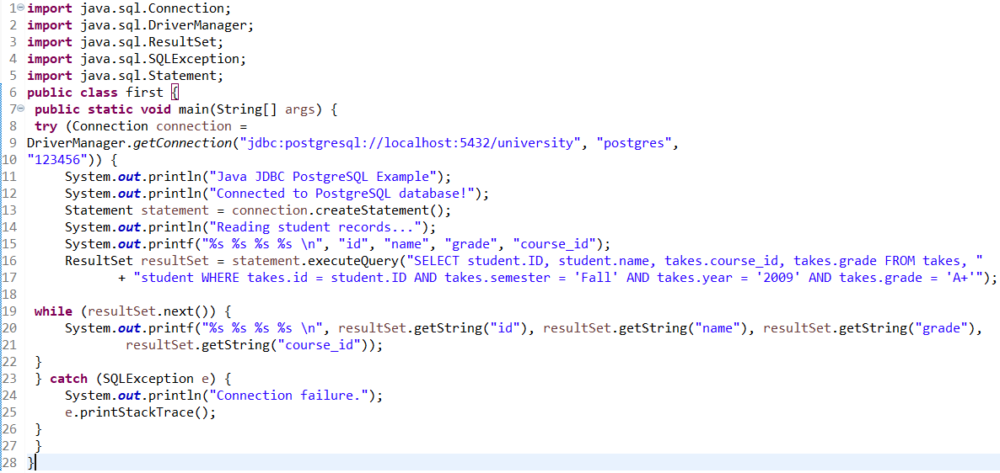 1 import java.sql.Connection;
2 import java.sql.DriverManager;
3 import java.sql.ResultSet;
4 import java.sql.SQLException;
5 import java.sql.Statement;
6 public class first {
7 public static void main(String[] args) {
8 try (Connection connection =
9 DriverManager.getConnection("jdbc:postgresql://localhost:5432/university", "postgres",
10 "123456")) {
11 System.out.println("Java JDBC PostgreSQL Example");
12 System.out.println("Connected to PostgreSQL database!");
13 Statement statement = connection.createStatement();
14 System.out.println("Reading student records...");
15 System.out.printf("%s %s %s %s \n", "id", "name", "grade", "course_id");
16 ResultSet resultSet = statement.executeQuery("SELECT student.ID, student.name, takes.course_id, takes.grade FROM takes, "
17 + "student WHERE takes.id = student.ID AND takes.semester = 'Fall' AND takes.year = '2009' AND takes.grade = 'A+'");
18
19 while (resultSet.next()) {
20 System.out.printf("%s %s %s %s \n", resultSet.getString("id"), resultSet.getString("name"), resultSet.getString("grade"),
21 resultSet.getString("course_id"));
22 }
23 } catch (SQLException e) {
24 System.out.println("Connection failure.");
25 e.printStackTrace();
26 }
27 }
28 }